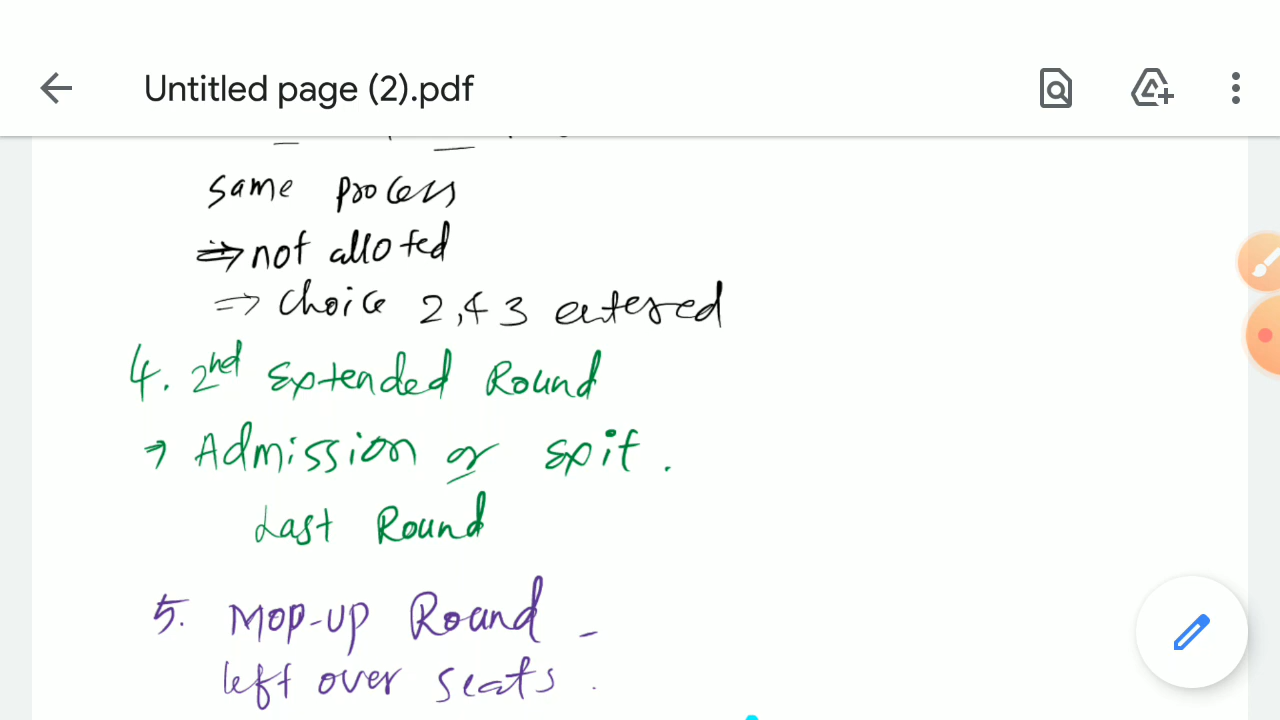 Untitled page (2).pdf
same process
⇒ not alloted
⇒ choice 2,& 3 entered
4. 2nd Extended Round
→ Admission or Exit.
Last Round
5. Mop-up Round -
left over seats.